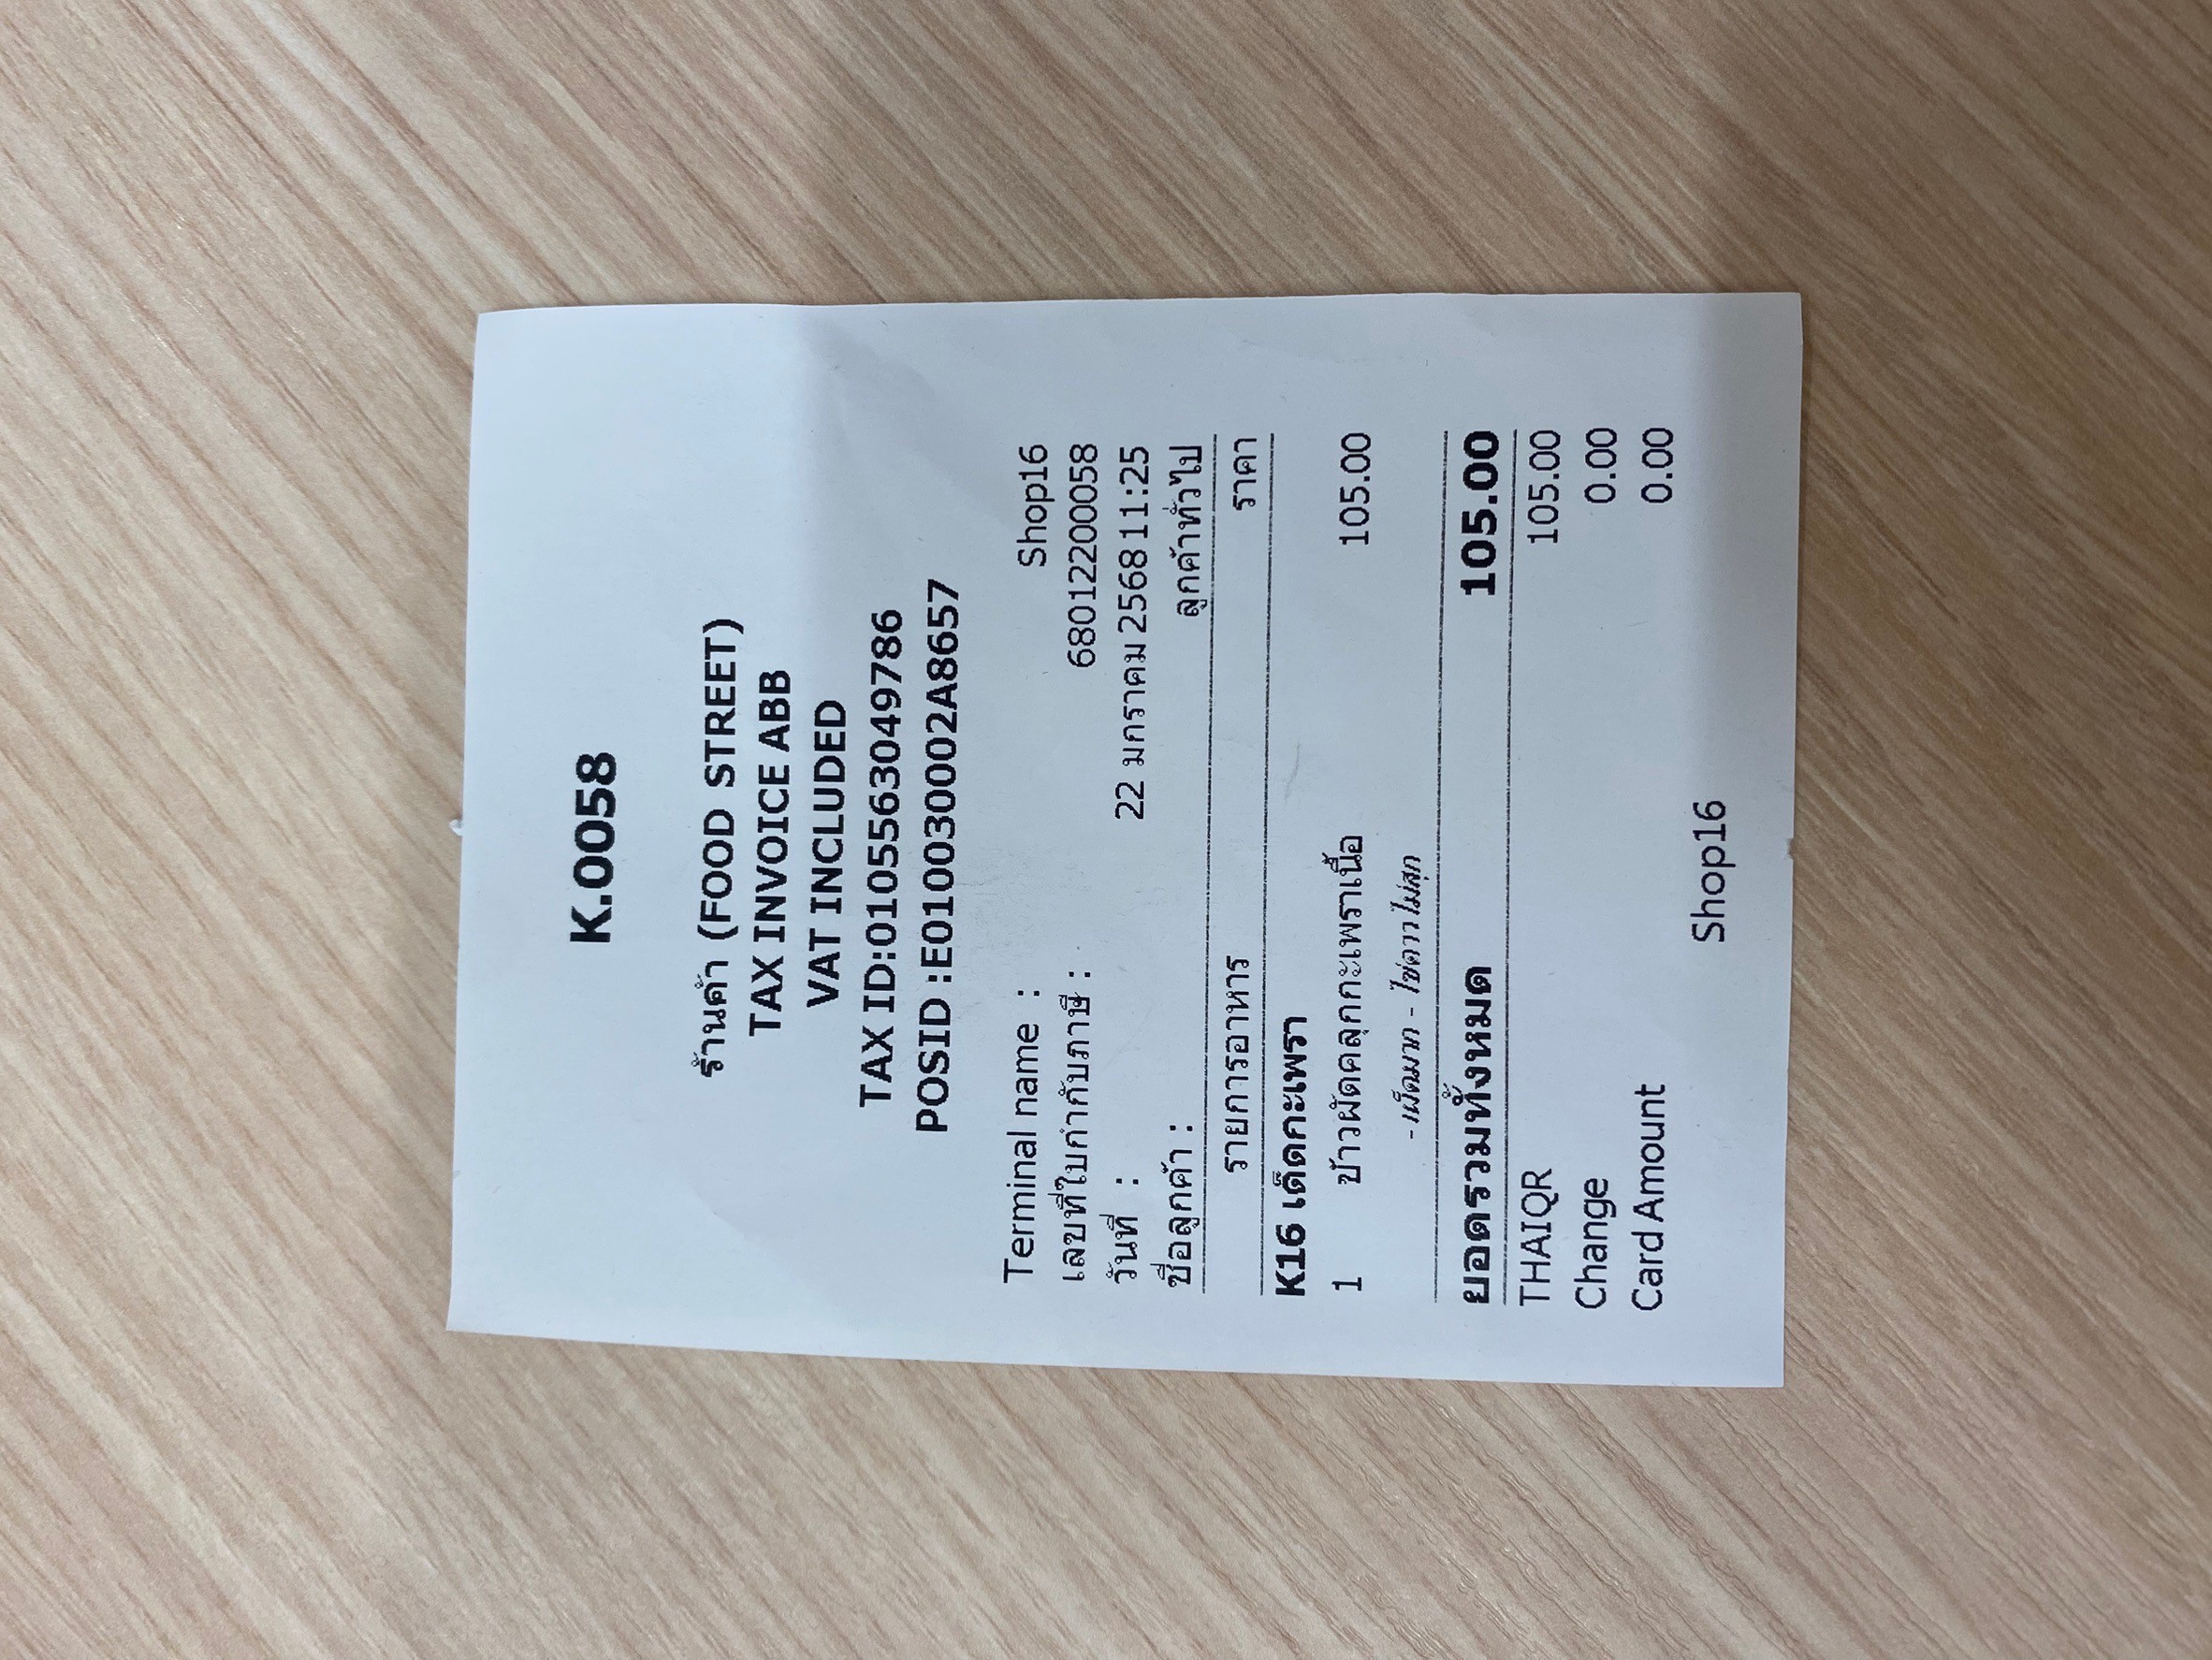 K.0058
ร้านค้า (FOOD STREET)
TAX INVOICE ABB
VAT INCLUDED
TAX ID:0105563049786
POSID :E010030002A8657
Terminal name : Shop16
เลขที่ใบกำกับภาษี : 68012200058
วันที่ : 22 มกราคม 2568 11:25
ชื่อลูกค้า : ลูกค้าทั่วไป
รายการอาหาร ราคา
K16 เด็ดกะเพรา
1 ข้าวผัดคลุกกะเพราเนื้อ 105.00
- เผ็ดมาก - ไข่ดาวไม่สุก
ยอดรวมทั้งหมด 105.00
THAIQR 105.00
Change 0.00
Card Amount 0.00
Shop16